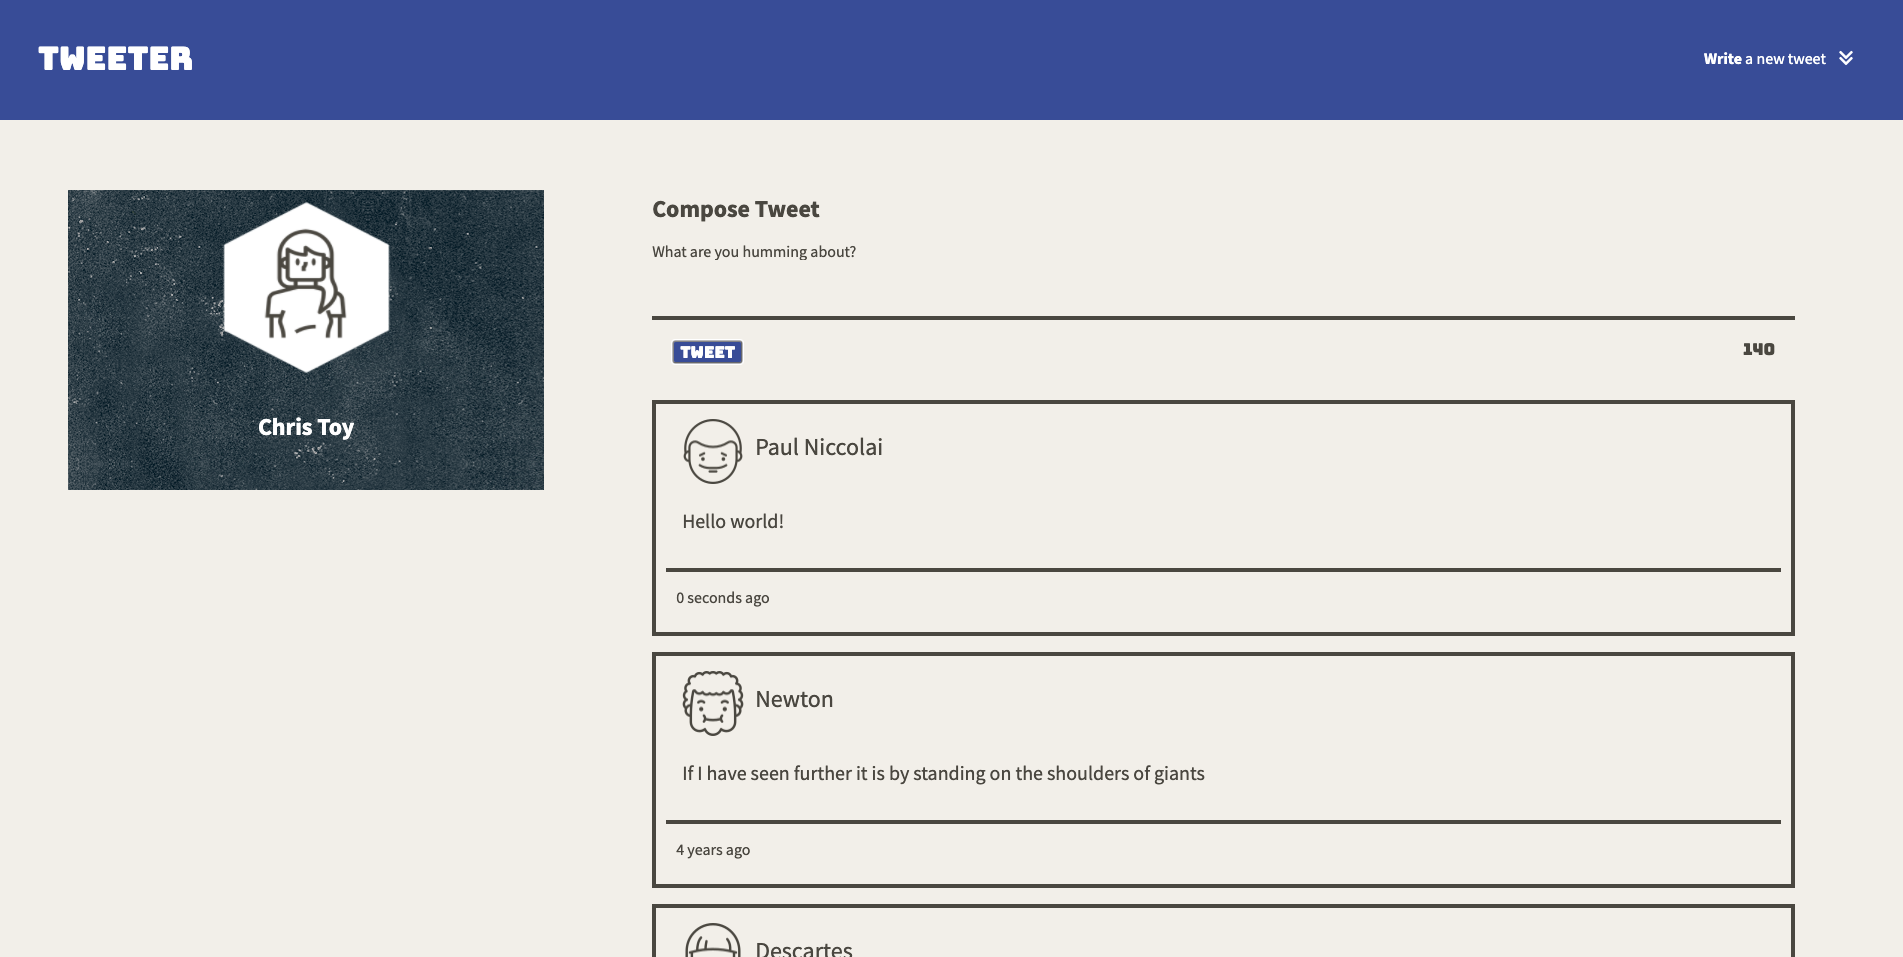 TWEETER
Write a new tweet
Chris Toy
Compose Tweet
What are you humming about?
TWEET
140
Paul Niccolai
Hello world!
0 seconds ago
Newton
If I have seen further it is by standing on the shoulders of giants
4 years ago
Descartes